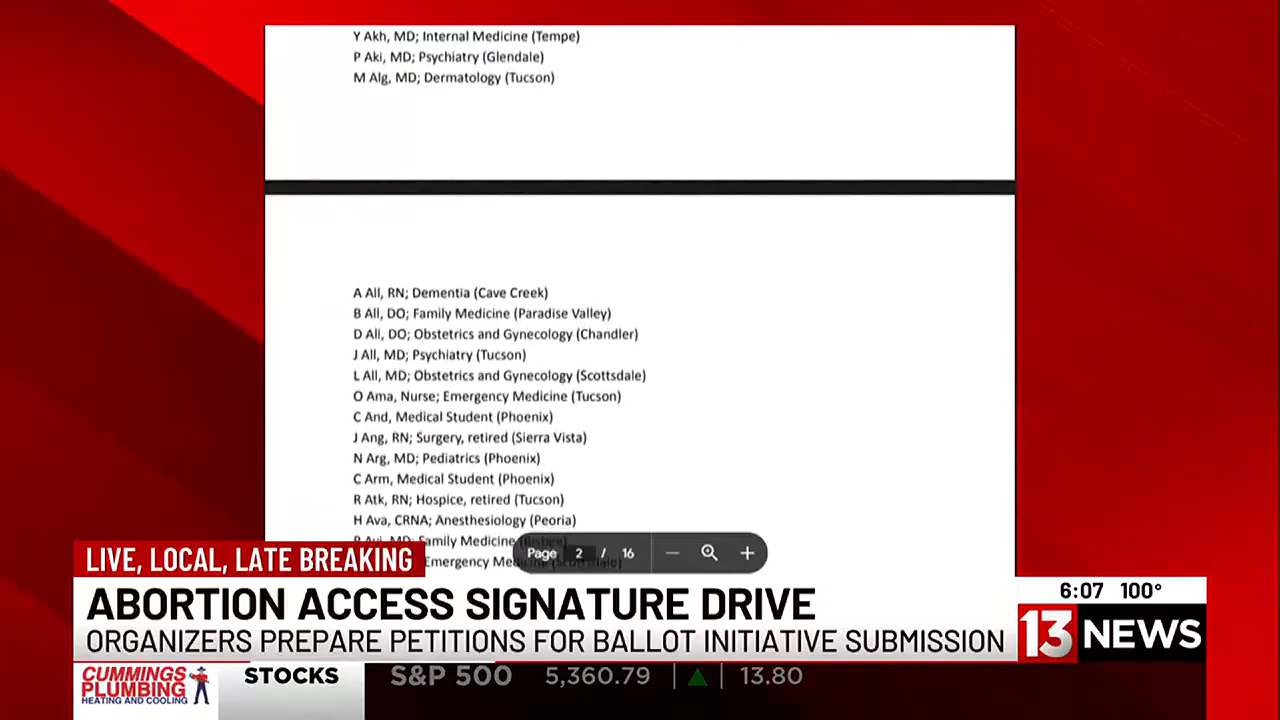 Y Akh, MD; Internal Medicine (Tempe)
P Aki, MD; Psychiatry (Glendale)
M Alg, MD; Dermatology (Tucson)
A All, RN; Dementia (Cave Creek)
B All, DO; Family Medicine (Paradise Valley)
D All, DO; Obstetrics and Gynecology (Chandler)
J All, MD; Psychiatry (Tucson)
L All, MD; Obstetrics and Gynecology (Scottsdale)
O Ama, Nurse; Emergency Medicine (Tucson)
C And, Medical Student (Phoenix)
J Ang, RN; Surgery, retired (Sierra Vista)
N Arg, MD; Pediatrics (Phoenix)
C Arm, Medical Student (Phoenix)
R Atk, RN; Hospice, retired (Tucson)
H Ava, CRNA; Anesthesiology (Peoria)
Family Medicine
Emergency
Page 2 / 16
LIVE, LOCAL, LATE BREAKING
ABORTION ACCESS SIGNATURE DRIVE
ORGANIZERS PREPARE PETITIONS FOR BALLOT INITIATIVE SUBMISSION
6:07 100°
13 NEWS
CUMMINGS
PLUMBING
HEATING AND COOLING
STOCKS
S&P 500 5,360.79 ▲ 13.80